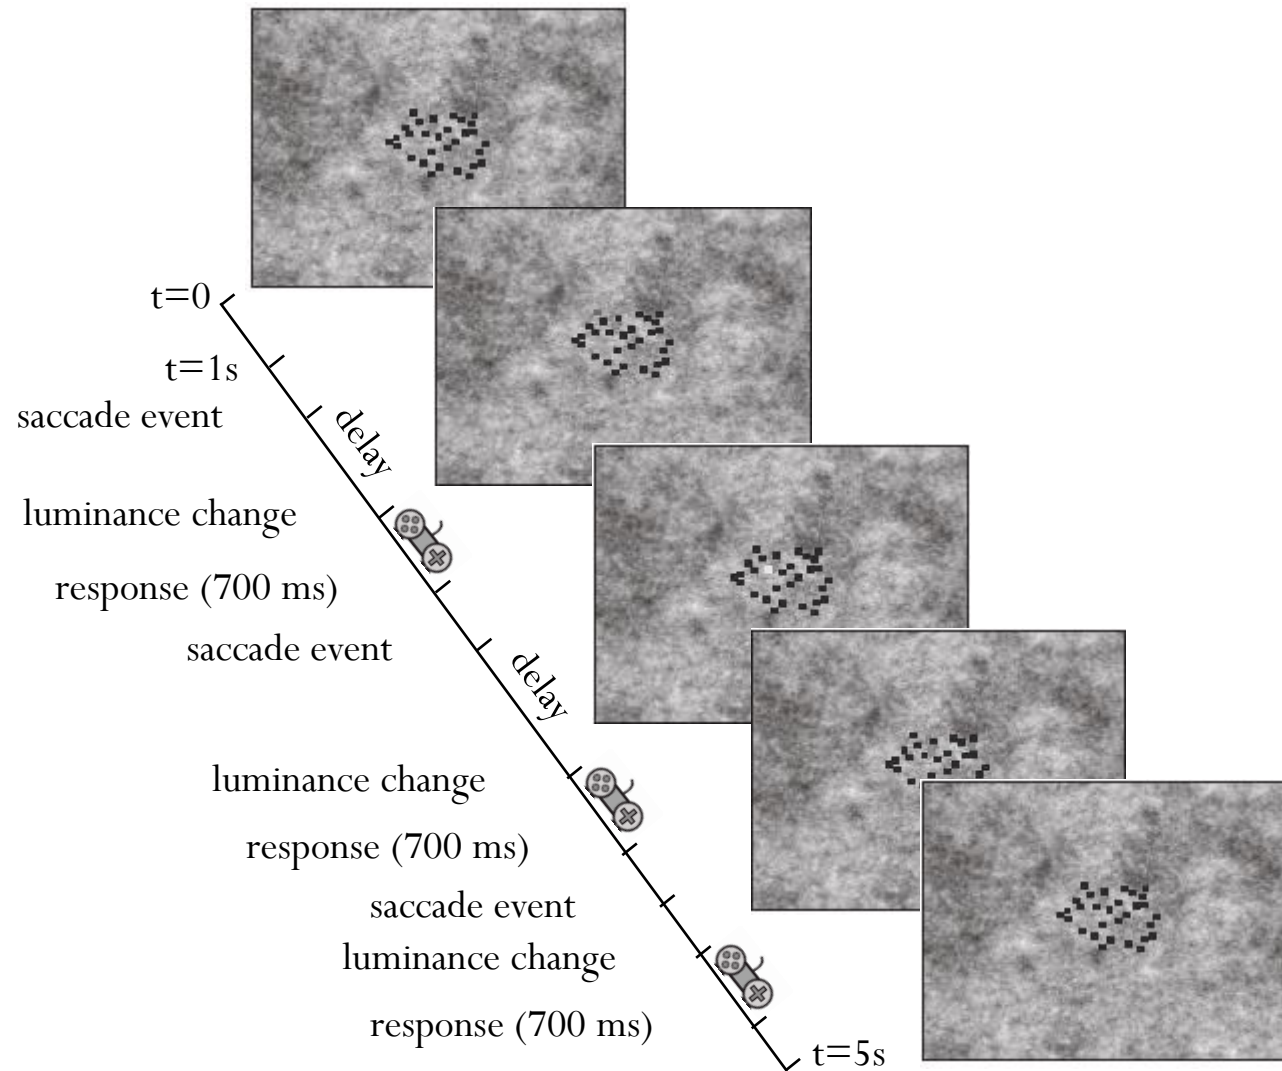 t=0
t=1s
saccade event
delay
luminance change
response (700 ms)
saccade event
delay
luminance change
response (700 ms)
saccade event
luminance change
response (700 ms)
t=5s